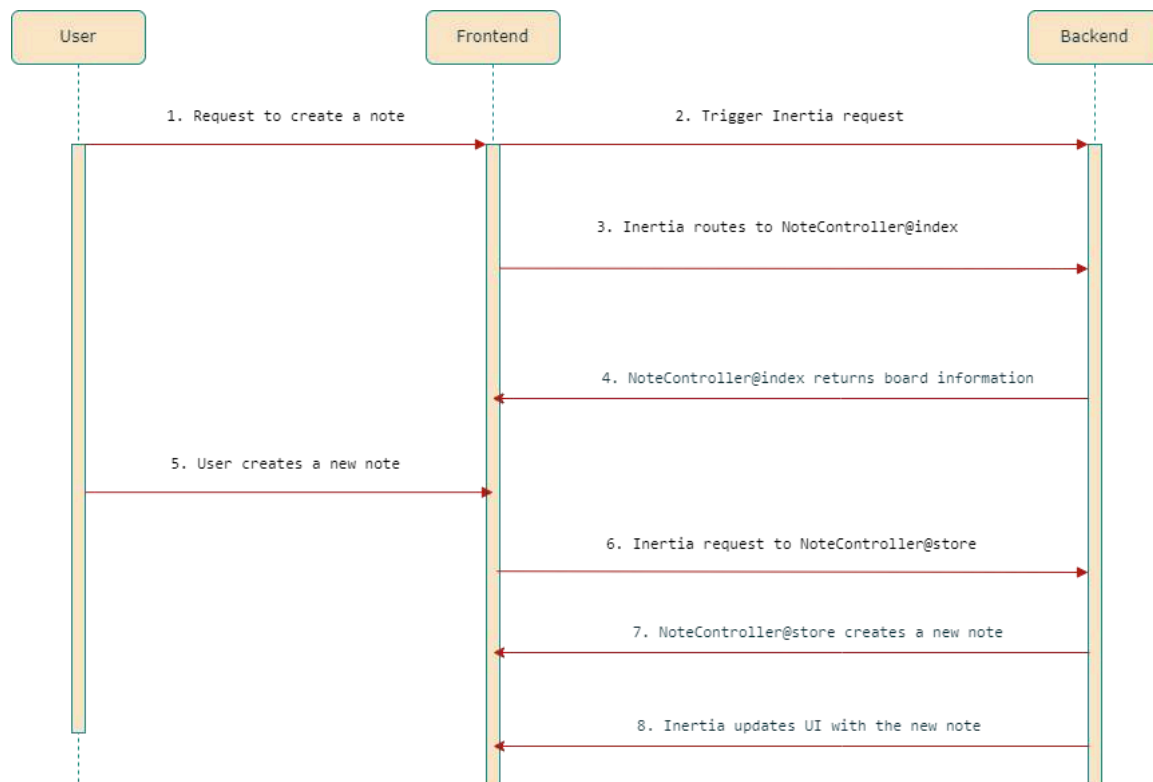 User
Frontend
Backend
1. Request to create a note
2. Trigger Inertia request
3. Inertia routes to NoteController@index
4. NoteController@index returns board information
5. User creates a new note
6. Inertia request to NoteController@store
7. NoteController@store creates a new note
8. Inertia updates UI with the new note